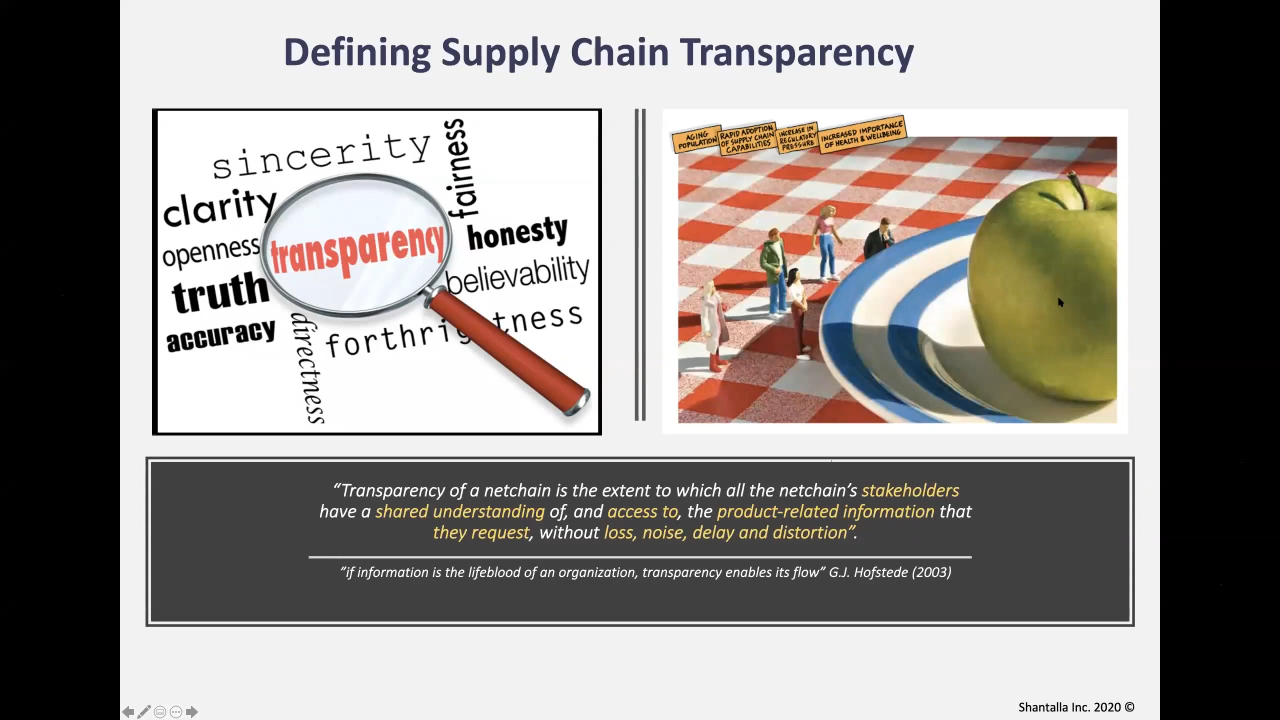 Defining Supply Chain Transparency
sincerity
fairness
clarity
openness
transparency
honesty
truth
believability
accuracy
directness
AGING
POPULATION
RAPID ADOPTION
OF SUPPLY CHAIN
CAPABILITIES
INCREASE IN
REGULATORY
PRESSURE
INCREASED IMPORTANCE
OF HEALTH & WELLBEING
“Transparency of a netchain is the extent to which all the netchain’s stakeholders
have a shared understanding of, and access to, the product-related information that
they request, without loss, noise, delay and distortion”.
”if information is the lifeblood of an organization, transparency enables its flow” G.J. Hofstede (2003)
Shantalla Inc. 2020 ©